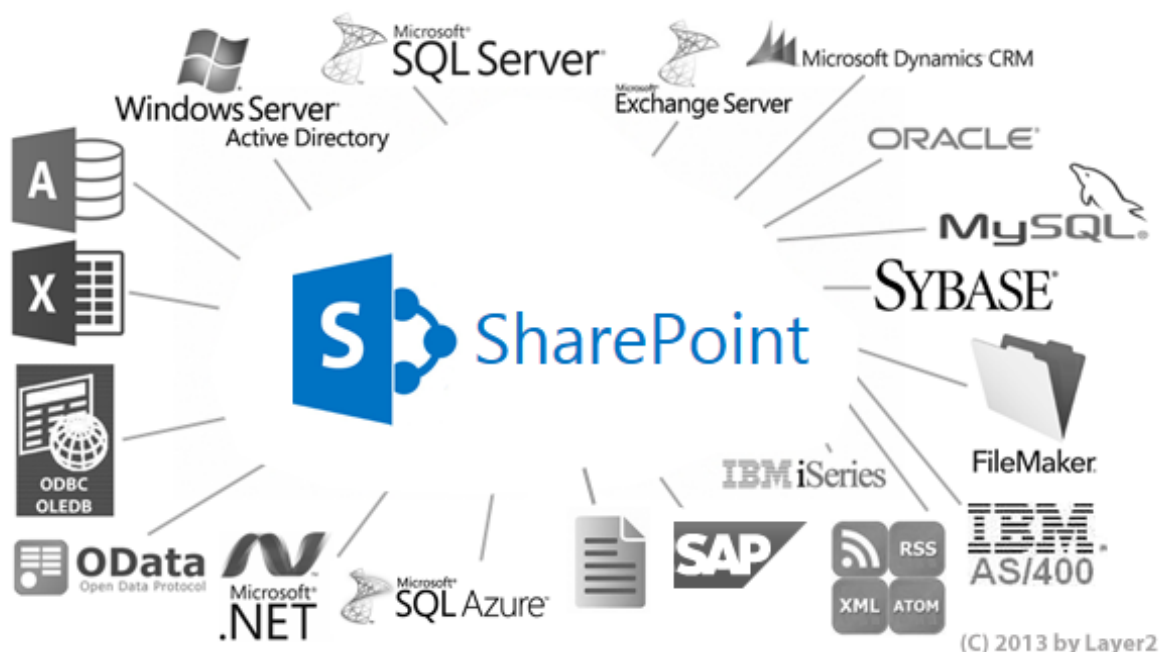 Microsoft®
SQL Server®
Windows Server®
Active Directory
Microsoft®
Exchange Server
Microsoft Dynamics® CRM
ORACLE®
MySQL®
SYBASE®
A
X
S SharePoint
ODBC
OLEDB
FileMaker.
IBM iSeries
OData
Open Data Protocol
Microsoft®
.NET
Microsoft®
SQL Azure™
SAP
RSS
XML ATOM
IBM®
AS/400
(C) 2013 by Layer2